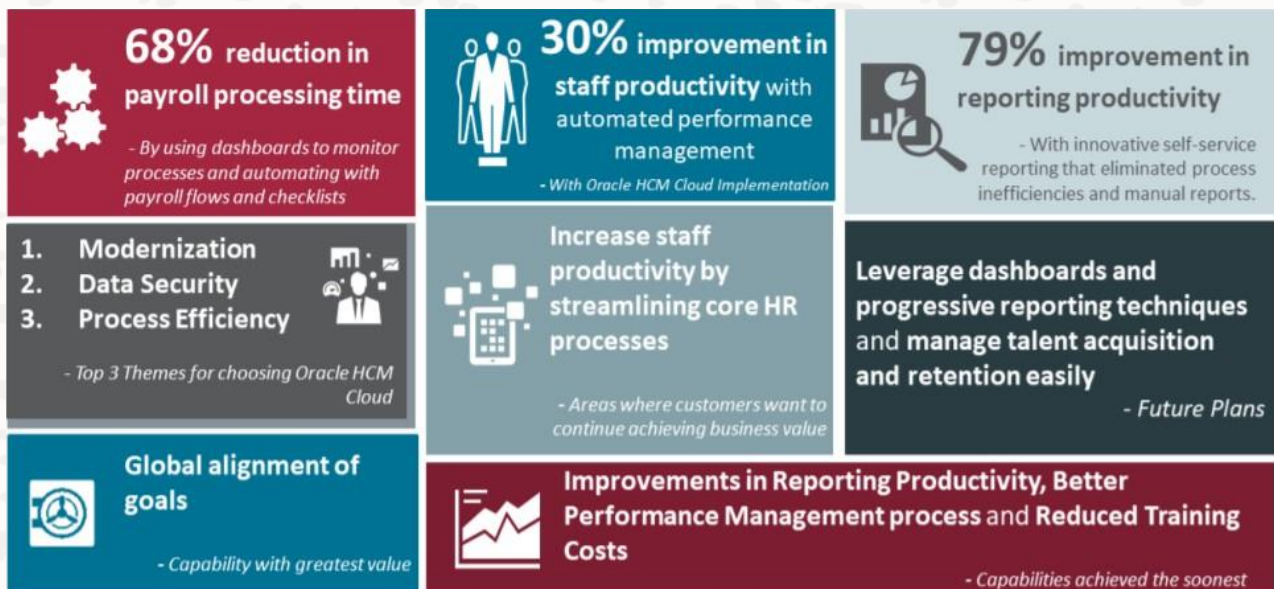 68% reduction in
payroll processing time
- By using dashboards to monitor
processes and automating with
payroll flows and checklists
30% improvement in
staff productivity with
automated performance
management
- With Oracle HCM Cloud Implementation
79% improvement in
reporting productivity
- With innovative self-service
reporting that eliminated process
inefficiencies and manual reports.
1. Modernization
2. Data Security
3. Process Efficiency
- Top 3 Themes for choosing Oracle HCM
Cloud
Increase staff
productivity by
streamlining core HR
processes
- Areas where customers want to
continue achieving business value
Leverage dashboards and
progressive reporting techniques
and manage talent acquisition
and retention easily
- Future Plans
Global alignment of
goals
- Capability with greatest value
Improvements in Reporting Productivity, Better
Performance Management process and Reduced Training
Costs
- Capabilities achieved the soonest